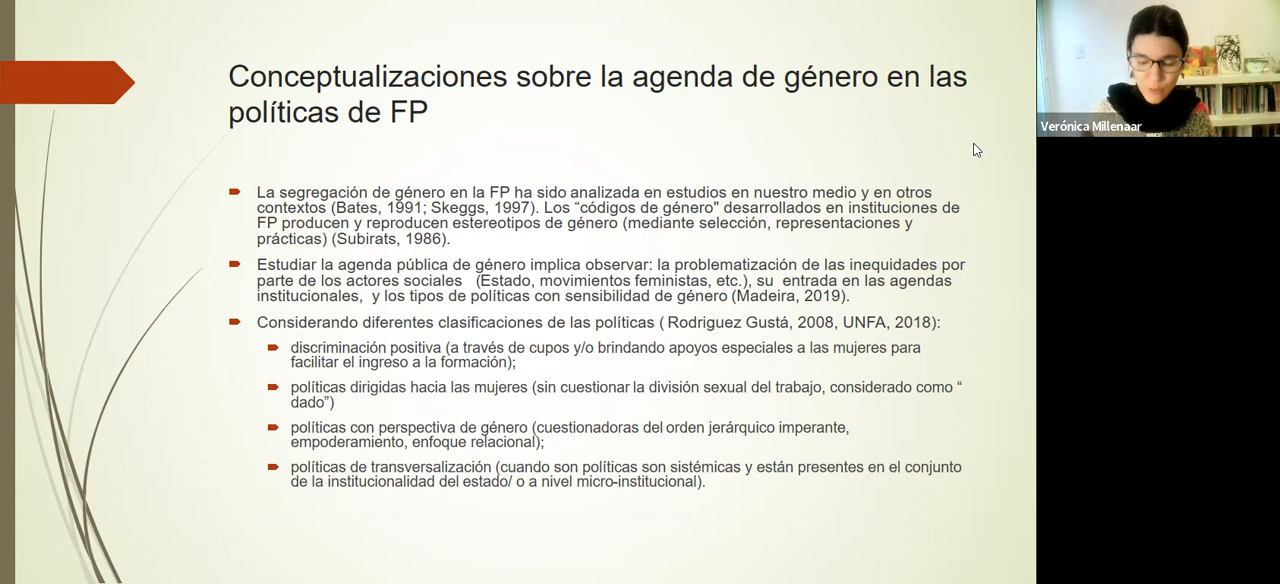 Conceptualizaciones sobre la agenda de género en las
políticas de FP
Verónica Millenaar
La segregación de género en la FP ha sido analizada en estudios en nuestro medio y en otros
contextos (Bates, 1991; Skeggs, 1997). Los “códigos de género" desarrollados en instituciones de
FP producen y reproducen estereotipos de género (mediante selección, representaciones y
prácticas) (Subirats, 1986).
Estudiar la agenda pública de género implica observar: la problematización de las inequidades por
parte de los actores sociales (Estado, movimientos feministas, etc.), su entrada en las agendas
institucionales, y los tipos de políticas con sensibilidad de género (Madeira, 2019).
Considerando diferentes clasificaciones de las políticas ( Rodriguez Gustá, 2008, UNFA, 2018):
discriminación positiva (a través de cupos y/o brindando apoyos especiales a las mujeres para
facilitar el ingreso a la formación);
políticas dirigidas hacia las mujeres (sin cuestionar la división sexual del trabajo, considerado como “
dado”)
políticas con perspectiva de género (cuestionadoras del orden jerárquico imperante,
empoderamiento, enfoque relacional);
políticas de transversalización (cuando son políticas son sistémicas y están presentes en el conjunto
de la institucionalidad del estado/ o a nivel micro-institucional).